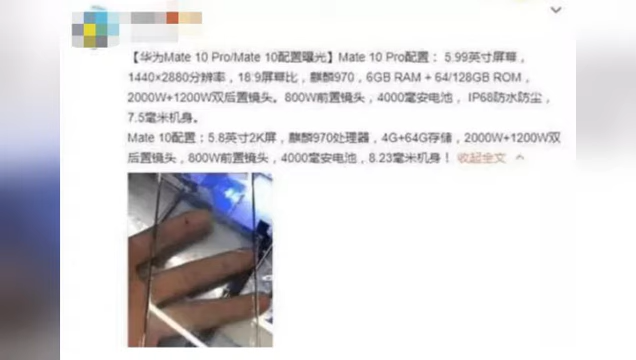 【华为Mate 10 Pro/Mate 10配置曝光】Mate 10 Pro配置： 5.99英寸屏幕，
1440×2880分辨率，18:9屏幕比，麒麟970，6GB RAM + 64/128GB ROM，
2000W+1200W双后置镜头。800W前置镜头，4000毫安电池， IP68防水防尘，
7.5毫米机身。
Mate 10配置：5.8英寸2K屏，麒麟970处理器，4G+64G存储，2000W+1200W双
后置镜头，800W前置镜头，4000毫安电池，8.23毫米机身！ 收起全文